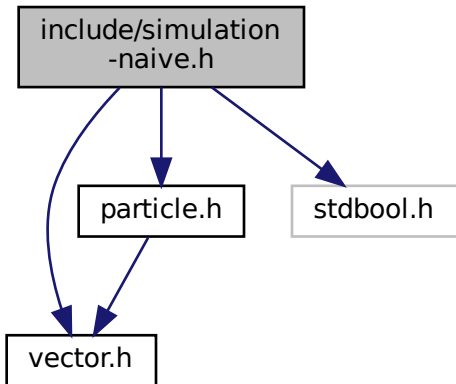 include/simulation
-naive.h
particle.h
stdbool.h
vector.h